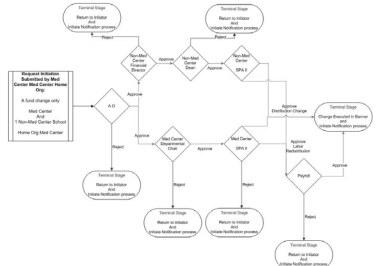 Terminal Stage
Return to Initiator
And
Initiate Notification process
Terminal Stage
Return to Initiator
And
Initiate Notification process
Reject
Reject
Non-Med
Center
Financial
Director
Approve
Non-Med
Center
Dean
Approve
Non-Med
Center
SPA II
Request Initiation
Submitted by Med
Center Med Center Home
Org:
A fund change only
Med Center
And
1 Non-Med Center School
Home Org Med Center
Approve
A O
Approve
Reject
Approve
Distribution Change
Terminal Stage
Change Executed in Banner
and
Initiate Notification process
Med Center
Departmental
Chair
Approve
Med Center
SPA II
Approve
Labor
Redistribution
Approve
Payroll
Reject
Reject
Reject
Terminal Stage
Return to Initiator
And
Initiate Notification process
Terminal Stage
Return to Initiator
And
Initiate Notification process
Terminal Stage
Return to Initiator
And
Initiate Notification process
Terminal Stage
Return to Initiator
And
Initiate Notification process